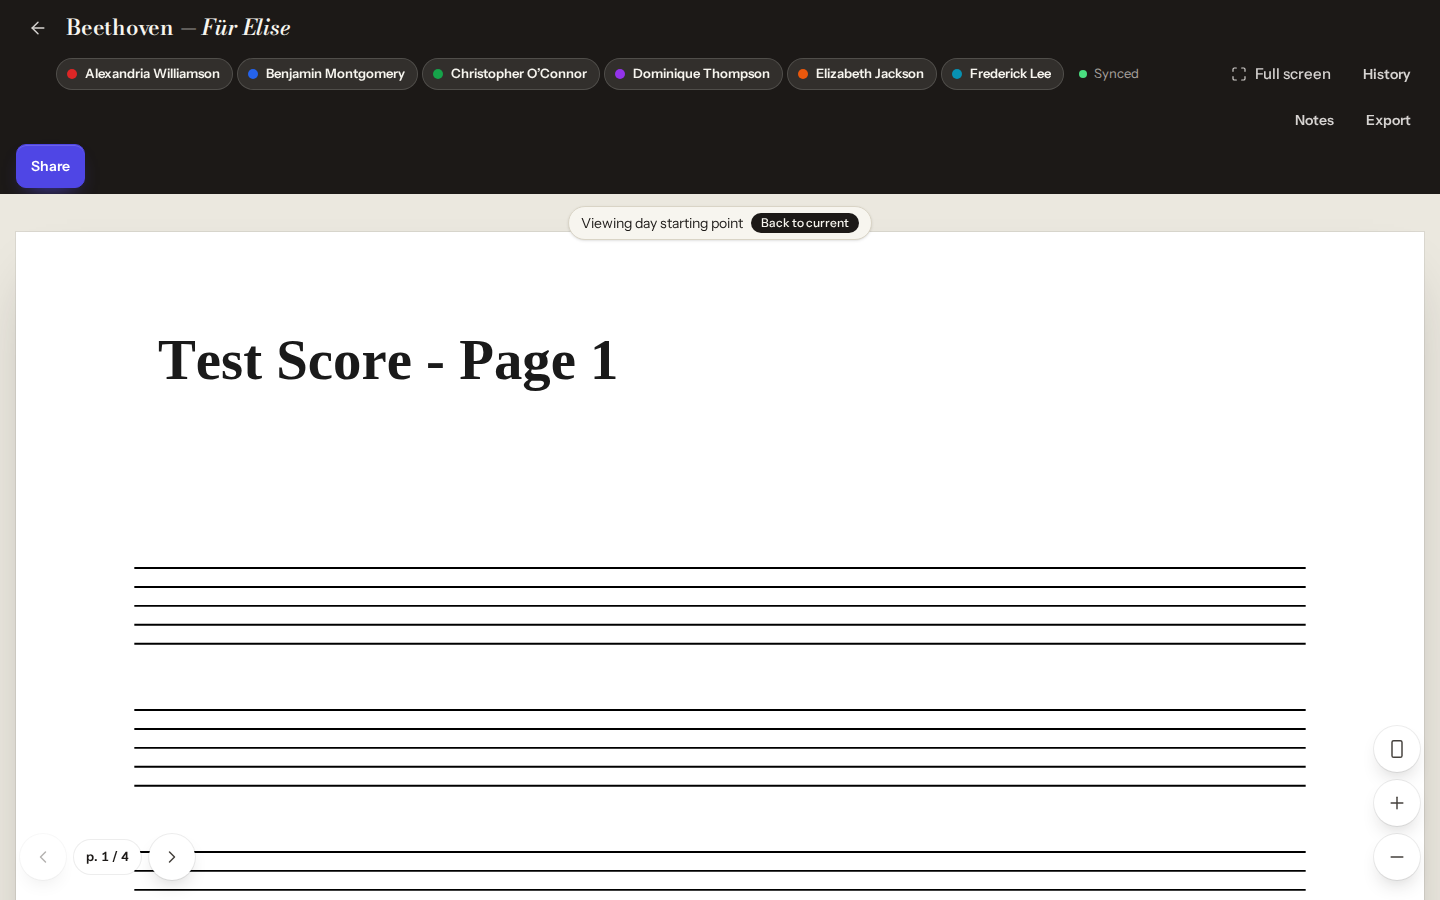 Beethoven — Für Elise
Alexandria Williamson Benjamin Montgomery Christopher O’Connor Dominique Thompson Elizabeth Jackson Frederick Lee Synced Full screen History
Notes Export
Share
Viewing day starting point Back to current
Test Score - Page 1
p. 1 / 4